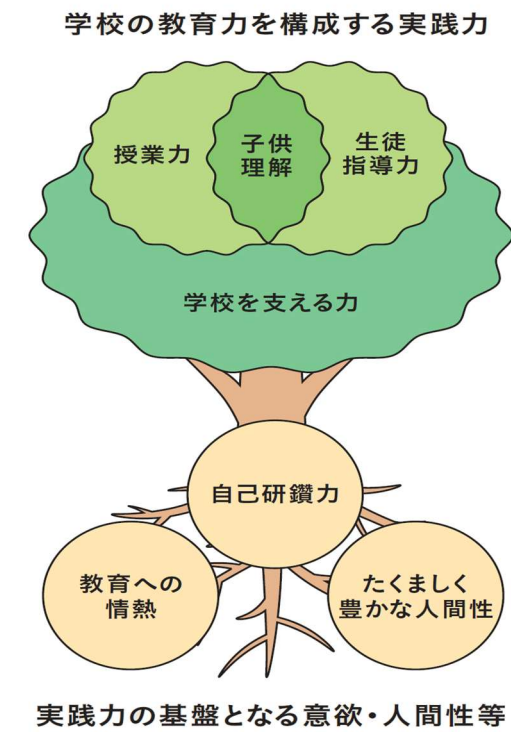 学校の教育力を構成する実践力
授業力
子供
理解
生徒
指導力
学校を支える力
自己研鑽力
教育への
情熱
たくましく
豊かな人間性
実践力の基盤となる意欲・人間性等